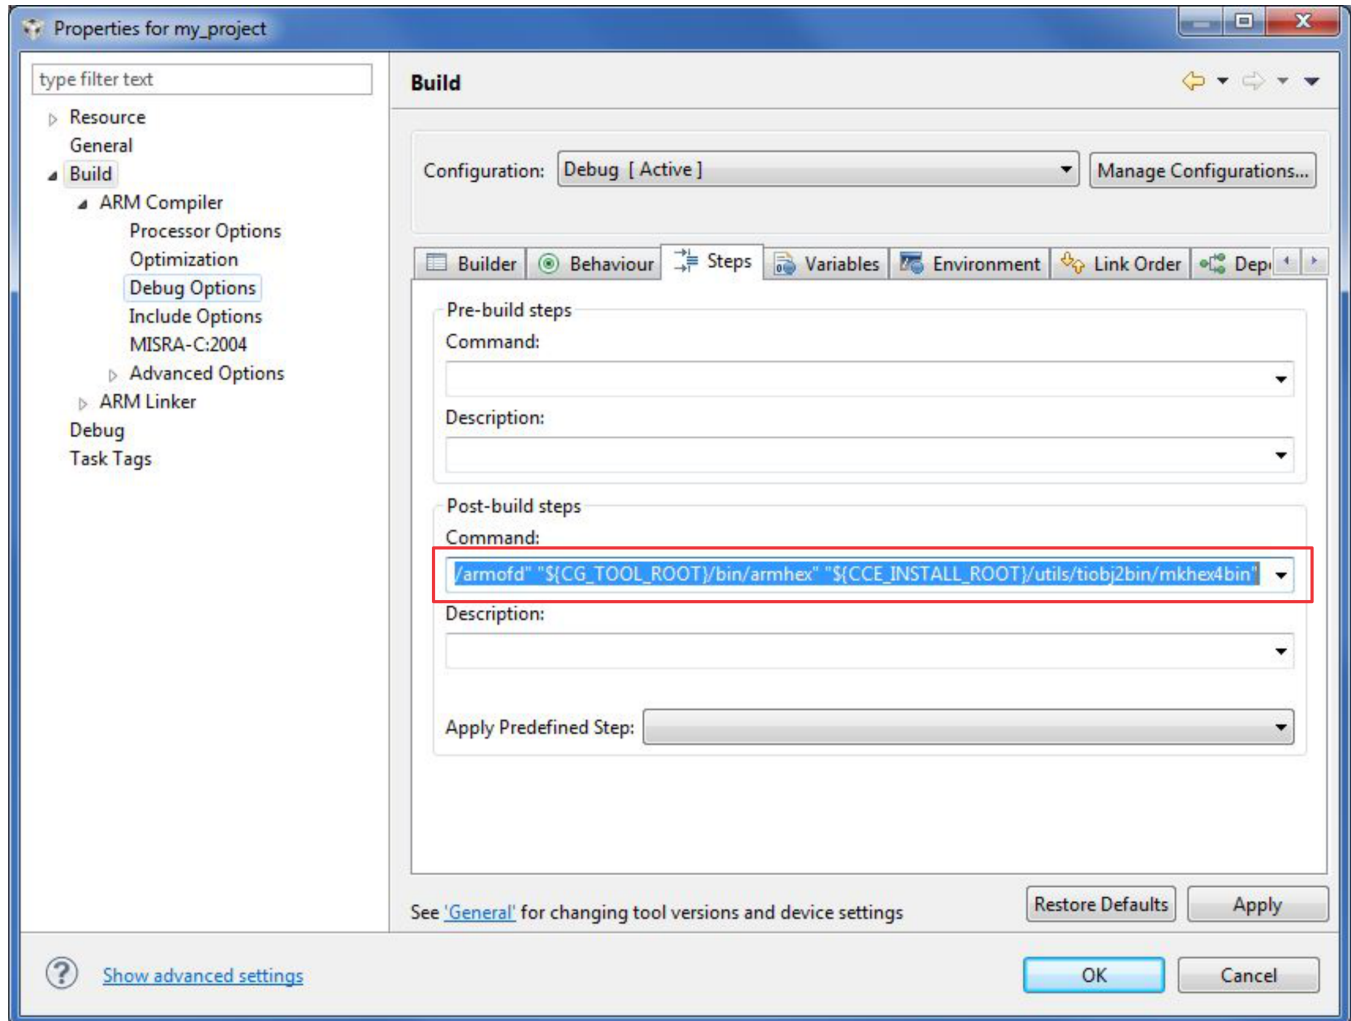 Properties for my_project
type filter text
Resource
General
Build
ARM Compiler
Processor Options
Optimization
Debug Options
Include Options
MISRA-C:2004
Advanced Options
ARM Linker
Debug
Task Tags
Build
Configuration: Debug [ Active ] Manage Configurations...
Builder Behaviour Steps Variables Environment Link Order Dep
Pre-build steps
Command:
Description:
Post-build steps
Command:
/armofd" "${CG_TOOL_ROOT}/bin/armhex" "${CCE_INSTALL_ROOT}/utils/tiobj2bin/mkhex4bin"
Description:
Apply Predefined Step:
See 'General' for changing tool versions and device settings
Restore Defaults Apply
Show advanced settings
OK Cancel